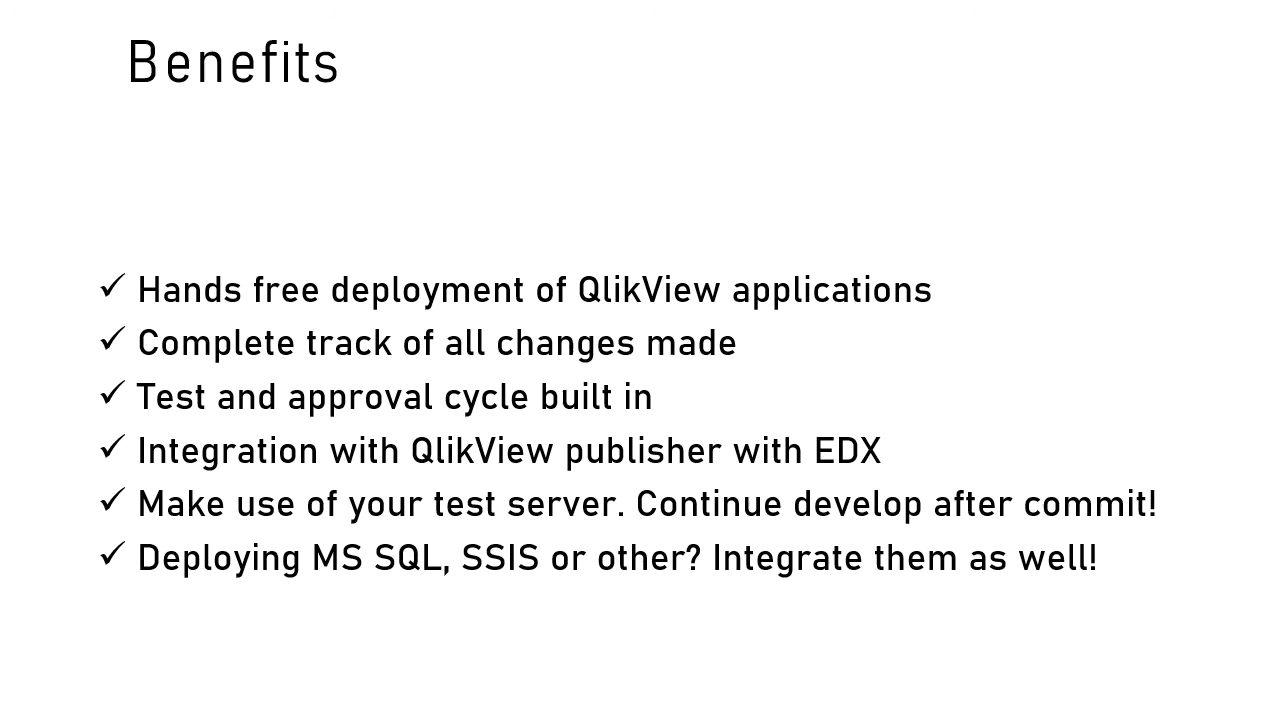 Benefits
✓ Hands free deployment of QlikView applications
✓ Complete track of all changes made
✓ Test and approval cycle built in
✓ Integration with QlikView publisher with EDX
✓ Make use of your test server. Continue develop after commit!
✓ Deploying MS SQL, SSIS or other? Integrate them as well!